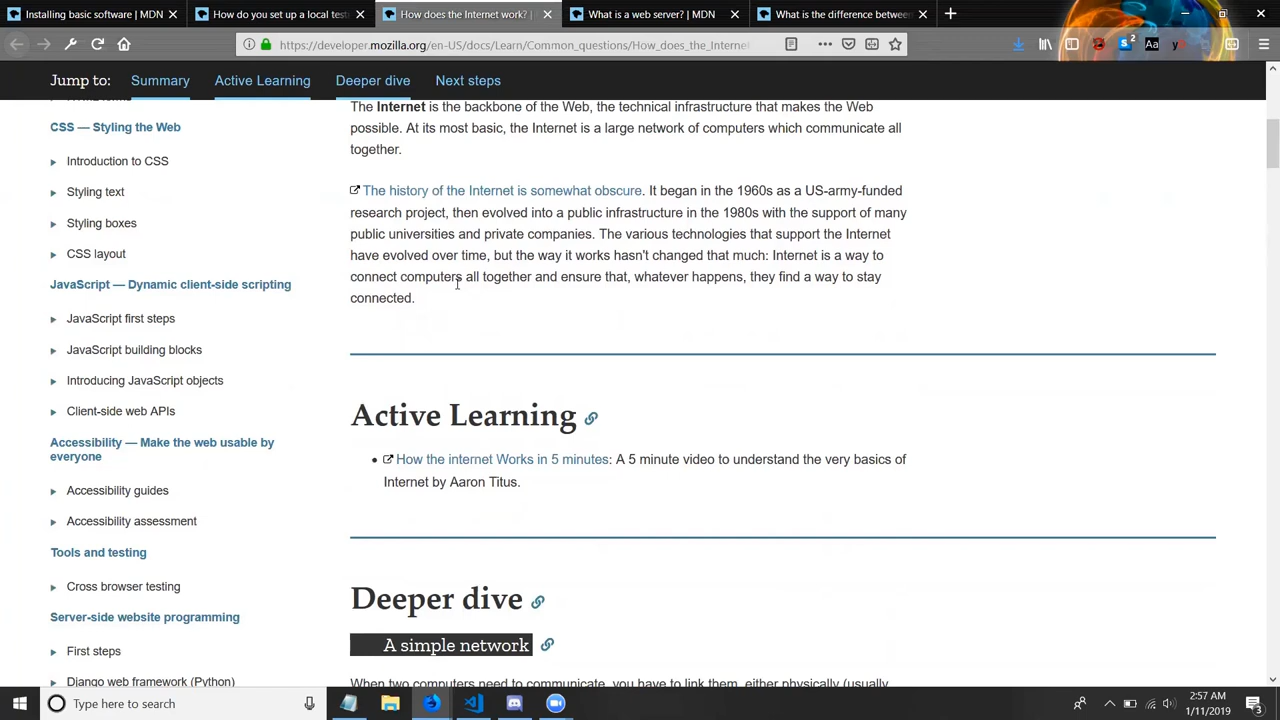 Installing basic software | MDN
How do you set up a local test
How does the Internet work? |
What is a web server? | MDN
What is the difference between
https://developer.mozilla.org/en-US/docs/Learn/Common_questions/How_does_the_Internet
2
Aa
Jump to: Summary Active Learning Deeper dive Next steps
CSS — Styling the Web
Introduction to CSS
Styling text
Styling boxes
CSS layout
JavaScript — Dynamic client-side scripting
JavaScript first steps
JavaScript building blocks
Introducing JavaScript objects
Client-side web APIs
Accessibility — Make the web usable by
everyone
Accessibility guides
Accessibility assessment
Tools and testing
Cross browser testing
Server-side website programming
First steps
Django web framework (Python)
The Internet is the backbone of the Web, the technical infrastructure that makes the Web
possible. At its most basic, the Internet is a large network of computers which communicate all
together.
The history of the Internet is somewhat obscure. It began in the 1960s as a US-army-funded
research project, then evolved into a public infrastructure in the 1980s with the support of many
public universities and private companies. The various technologies that support the Internet
have evolved over time, but the way it works hasn't changed that much: Internet is a way to
connect computers all together and ensure that, whatever happens, they find a way to stay
connected.
Active Learning
• How the internet Works in 5 minutes: A 5 minute video to understand the very basics of
Internet by Aaron Titus.
Deeper dive
A simple network
When two computers need to communicate, you have to link them, either physically (usually
Type here to search
2:57 AM
1/11/2019
3